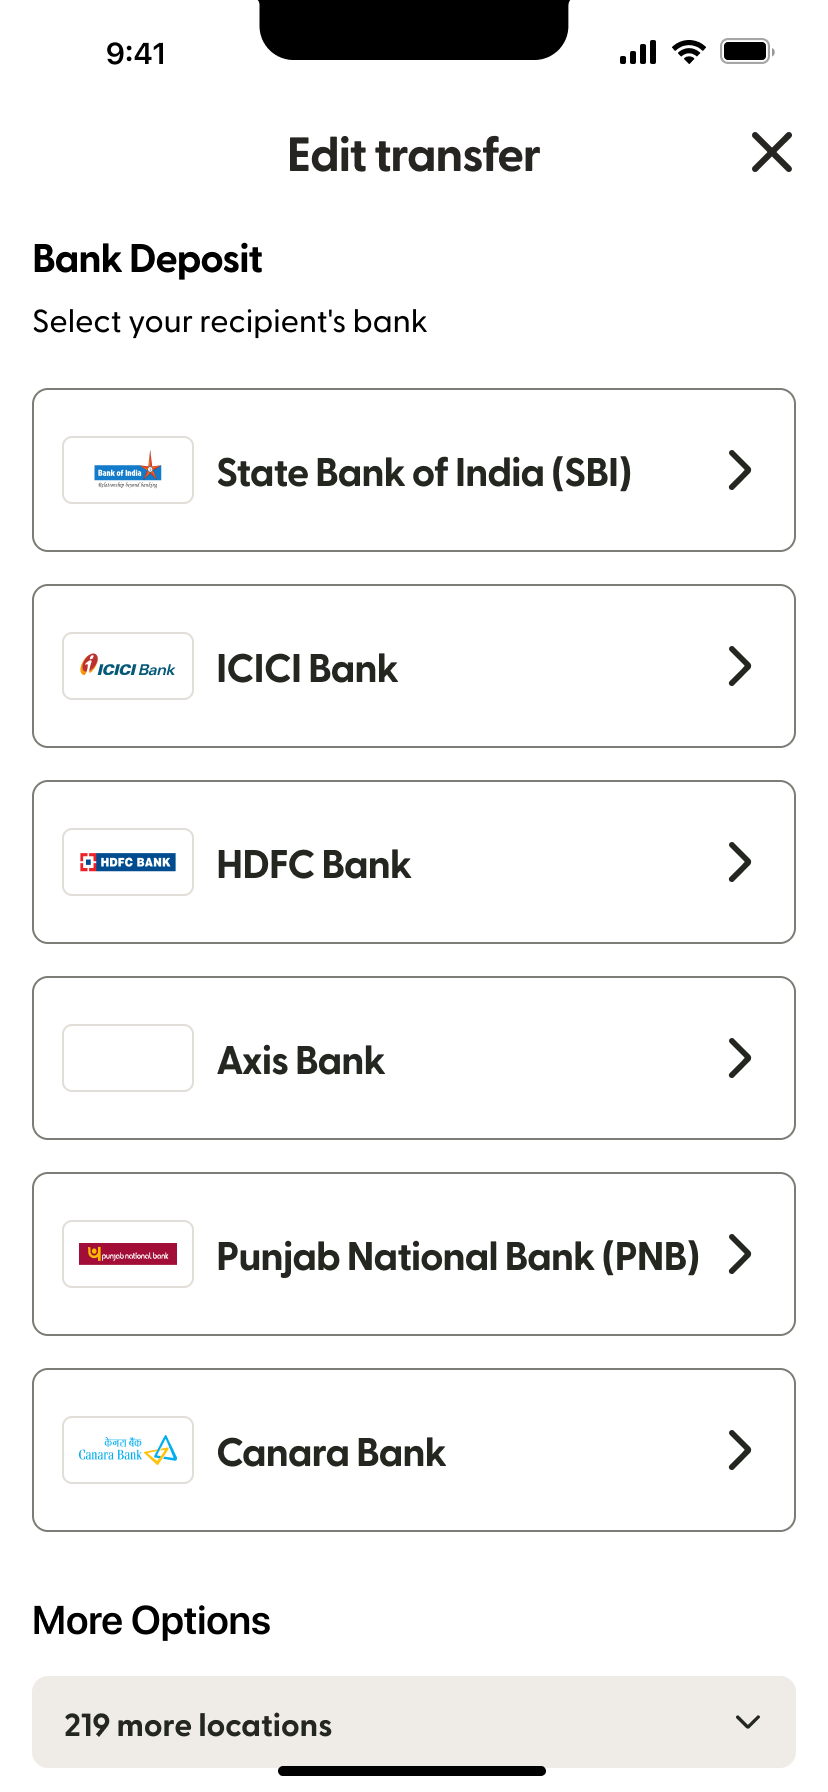 9:41
Edit transfer
Bank Deposit
Select your recipient's bank
Bank of India
Relationship beyond banking
State Bank of India (SBI)
ICICI Bank
ICICI Bank
HDFC BANK
HDFC Bank
Axis Bank
punjab national bank
Punjab National Bank (PNB)
केनरा बैंक
Canara Bank
Canara Bank
More Options
219 more locations